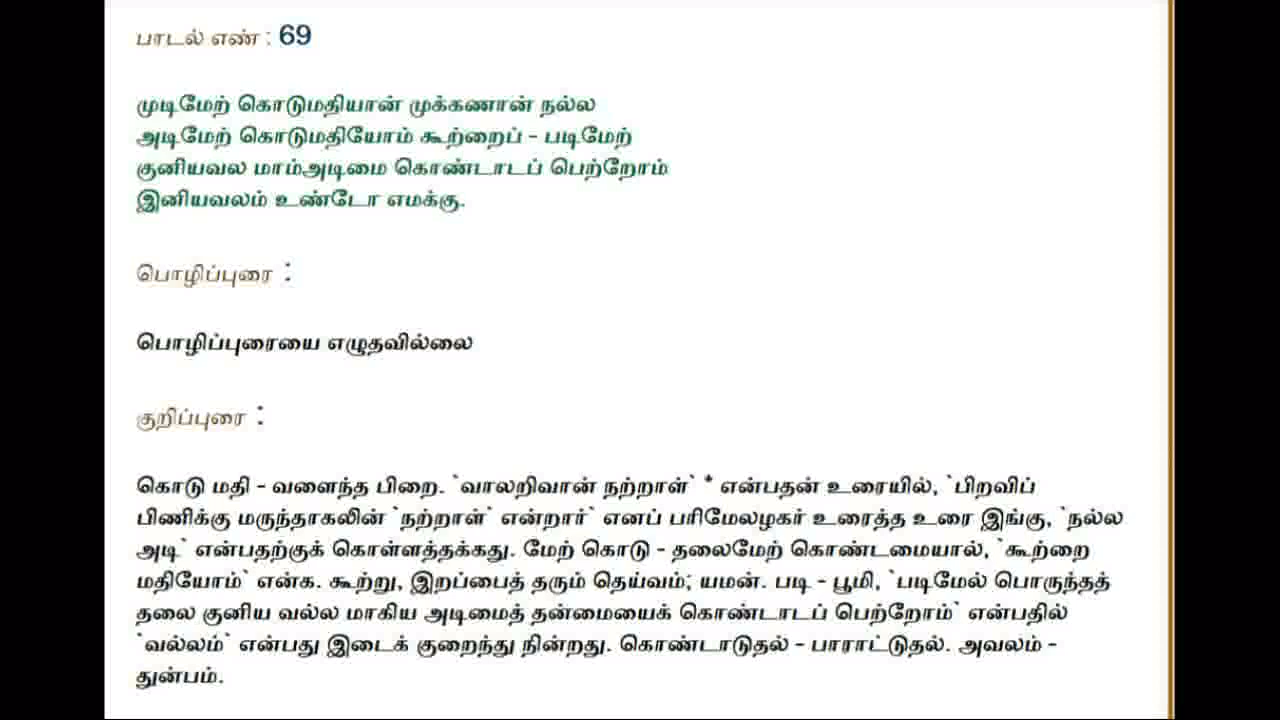 பாடல் எண் : 69
முடிமேற் கொடுமதியான் முக்கணான் நல்ல
அடிமேற் கொடுமதியோம் கூற்றைப் - படிமேற்
குனியவல மாம்அடிமை கொண்டாடப் பெற்றோம்
இனியவலம் உண்டோ எமக்கு.
பொழிப்புரை :
பொழிப்புரையை எழுதவில்லை
குறிப்புரை :
கொடு மதி - வளைந்த பிறை. `வாலறிவான் நற்றாள்` * என்பதன் உரையில், `பிறவிப்
பிணிக்கு மருந்தாகலின் `நற்றாள்` என்றார்` எனப் பரிமேலழகர் உரைத்த உரை இங்கு, `நல்ல
அடி` என்பதற்குக் கொள்ளத்தக்கது. மேற் கொடு - தலைமேற் கொண்டமையால், `கூற்றை
மதியோம்` என்க. கூற்று, இறப்பைத் தரும் தெய்வம்; யமன். படி - பூமி, `படிமேல் பொருந்தத்
தலை குனிய வல்ல மாகிய அடிமைத் தன்மையைக் கொண்டாடப் பெற்றோம்` என்பதில்
`வல்லம்` என்பது இடைக் குறைந்து நின்றது. கொண்டாடுதல் - பாராட்டுதல். அவலம் -
துன்பம்.